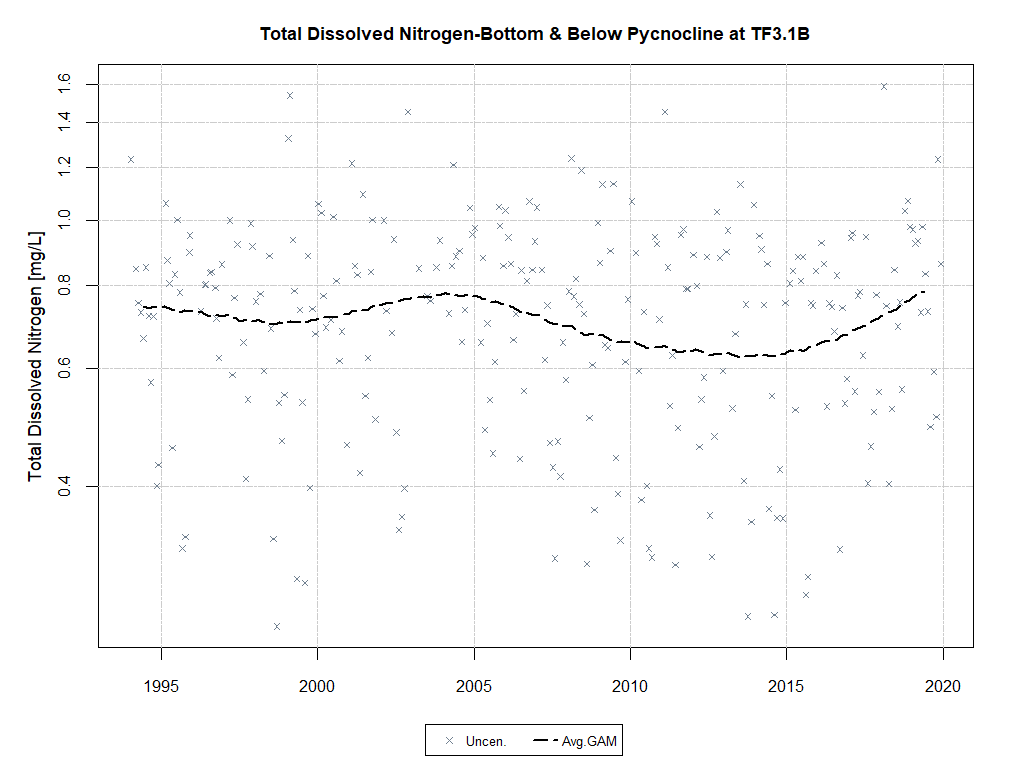 Total Dissolved Nitrogen-Bottom & Below Pycnocline at TF3.1B
Total Dissolved Nitrogen [mg/L]
1.6
1.4
1.2
1.0
0.8
0.6
0.4
1995 2000 2005 2010 2015 2020
Uncen. Avg.GAM